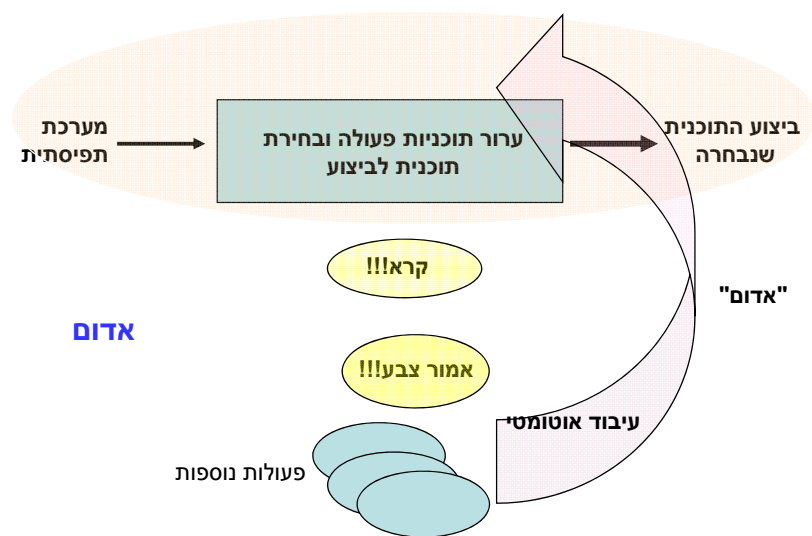 מערכת
תפיסתית
ערור תוכניות פעולה ובחירת
תוכנית לביצוע
ביצוע התוכנית
שנבחרה
קרא!!!
"אדום"
אדום
אמור צבע!!!
עיבוד אוטומטי
פעולות נוספות